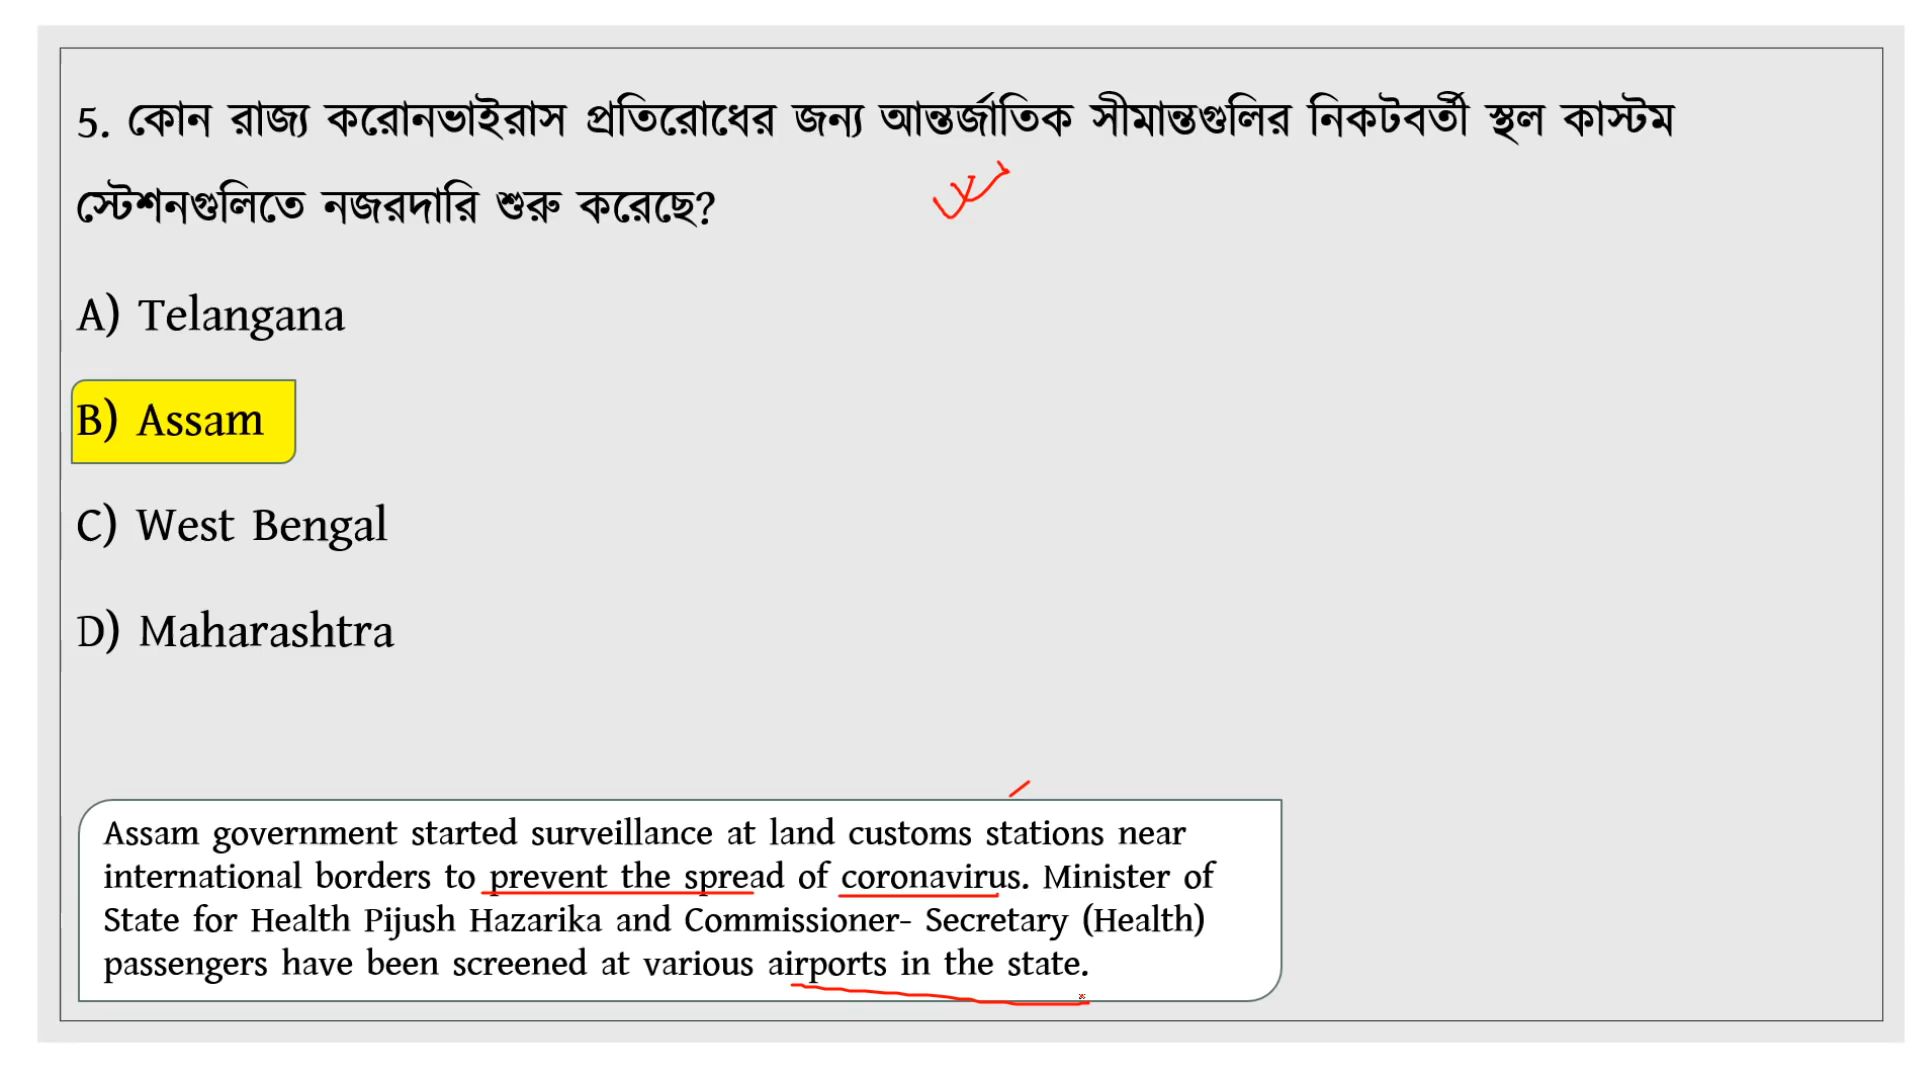 5. কোন রাজ্য করোনভাইরাস প্রতিরোধের জন্য আন্তর্জাতিক সীমান্তগুলির নিকটবর্তী স্থল কাস্টম
স্টেশনগুলিতে নজরদারি শুরু করেছে?
A) Telangana
B) Assam
C) West Bengal
D) Maharashtra
Assam government started surveillance at land customs stations near
international borders to prevent the spread of coronavirus. Minister of
State for Health Pijush Hazarika and Commissioner- Secretary (Health)
passengers have been screened at various airports in the state.